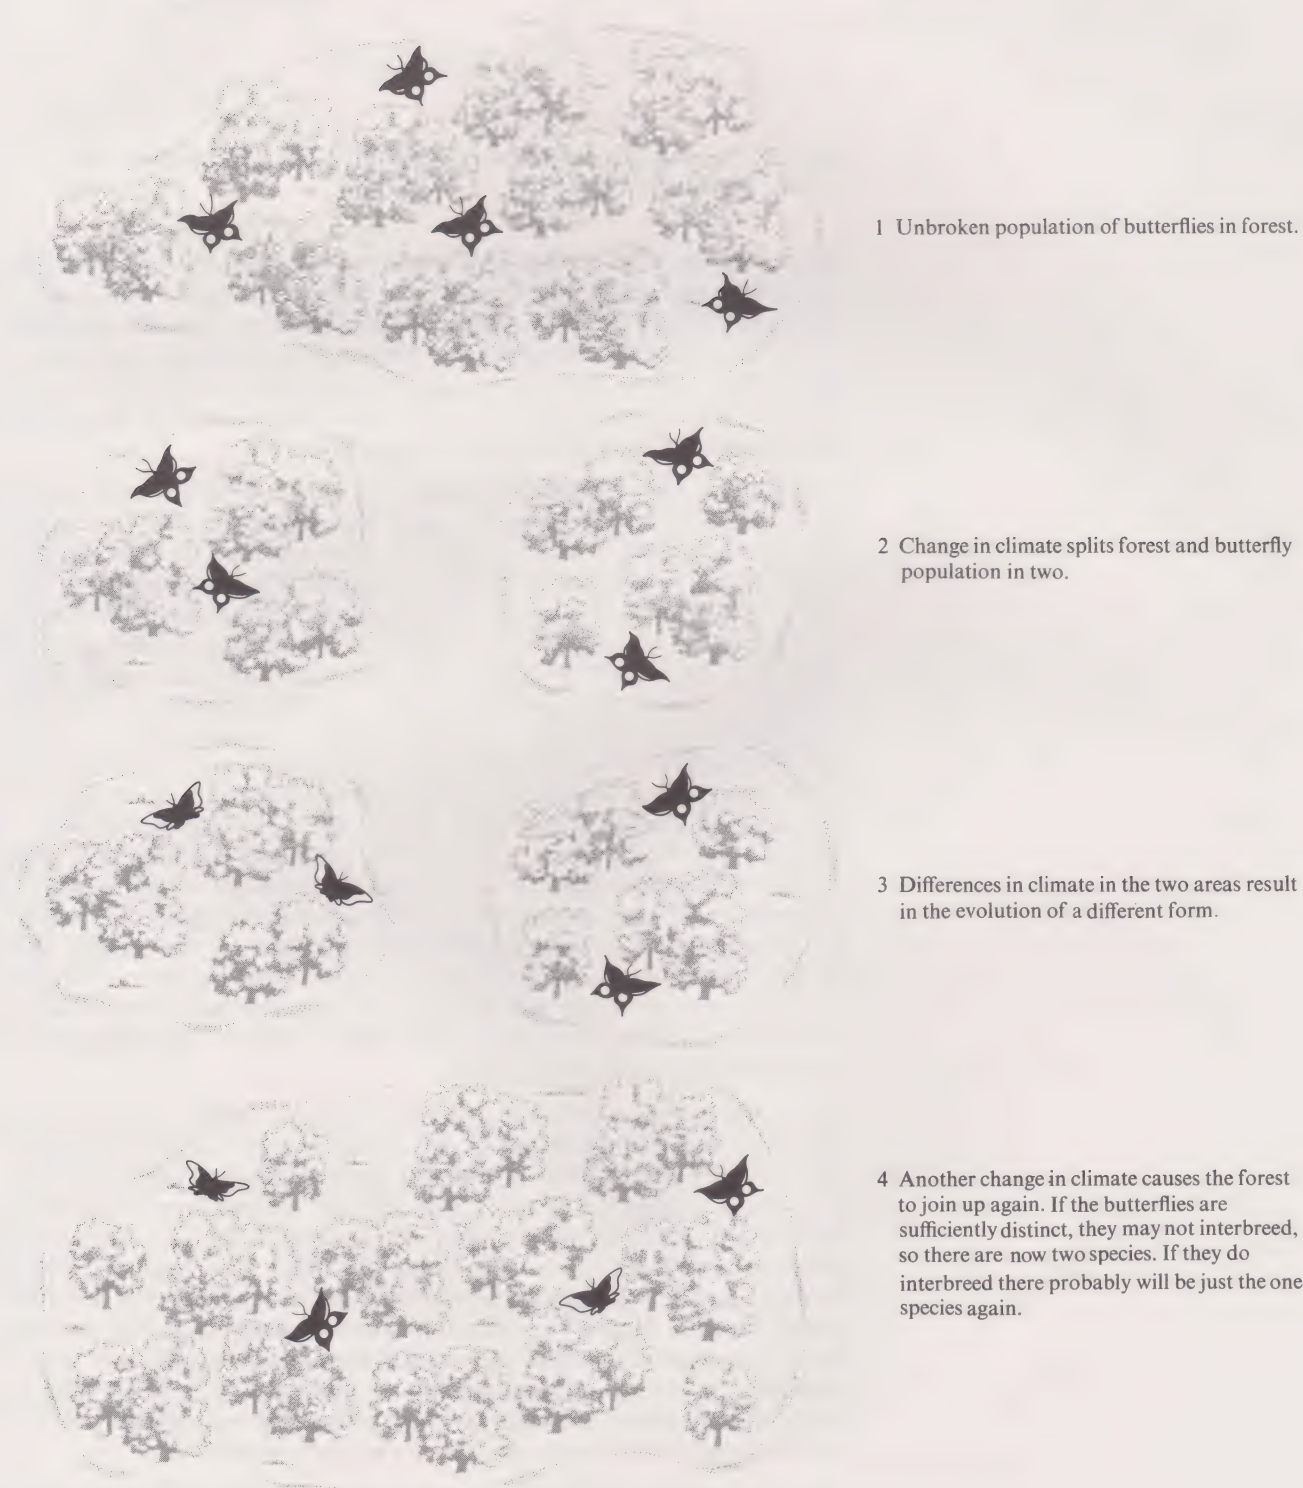 1 Unbroken population of butterflies in forest.
2 Change in climate splits forest and butterfly
population in two.
3 Differences in climate in the two areas result
in the evolution of a different form.
4 Another change in climate causes the forest
to join up again. If the butterflies are
sufficiently distinct, they may not interbreed,
so there are now two species. If they do
interbreed there probably will be just the one
species again.